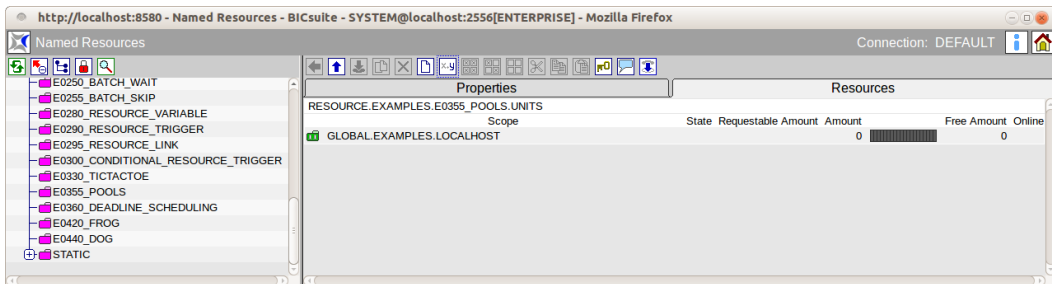 http://localhost:8580 - Named Resources - BICsuite - SYSTEM@localhost:2556[ENTERPRISE] - Mozilla Firefox
Named Resources
Connection: DEFAULT
x.y
Properties
Resources
E0250_BATCH_WAIT
E0255_BATCH_SKIP
E0280_RESOURCE_VARIABLE
E0290_RESOURCE_TRIGGER
E0295_RESOURCE_LINK
E0300_CONDITIONAL_RESOURCE_TRIGGER
E0330_TICTACTOE
E0355_POOLS
E0360_DEADLINE_SCHEDULING
E0420_FROG
E0440_DOG
STATIC
RESOURCE.EXAMPLES.E0355_POOLS.UNITS
Scope State Requestable Amount Amount Free Amount Online
GLOBAL.EXAMPLES.LOCALHOST 0 0